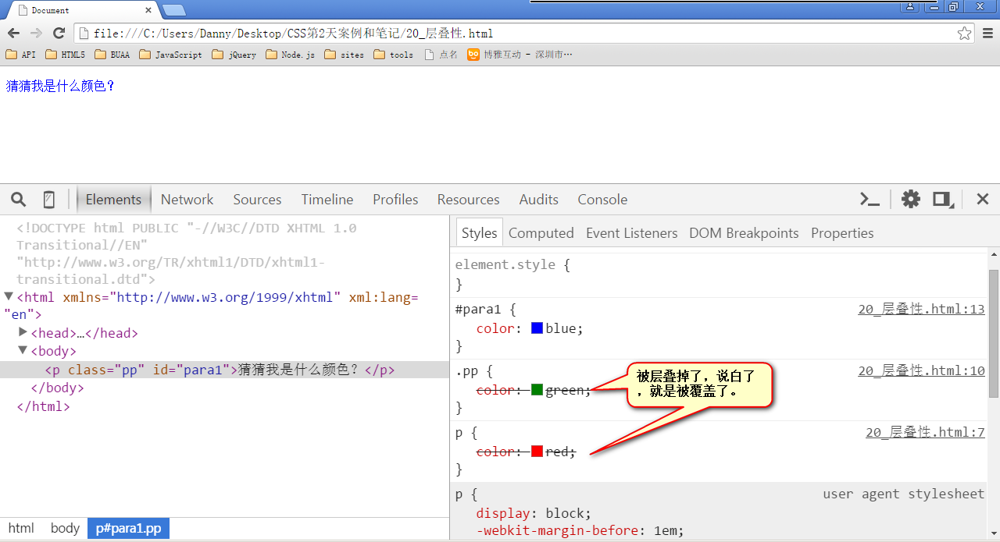 Document
file:///C:/Users/Danny/Desktop/CSS第2天案例和笔记/20_层叠性.html
API HTML5 BUAA JavaScript jQuery Node.js sites tools 点名 bo 博雅互动 - 深圳市…
猜猜我是什么颜色？
Elements Network Sources Timeline Profiles Resources Audits Console
<!DOCTYPE html PUBLIC "-//W3C//DTD XHTML 1.0
Transitional//EN"
"http://www.w3.org/TR/xhtml1/DTD/xhtml1-
transitional.dtd">
<html xmlns="http://www.w3.org/1999/xhtml" xml:lang=
"en">
<head>…</head>
<body>
<p class="pp" id="para1">猜猜我是什么颜色？</p>
</body>
</html>
html body p#para1.pp
Styles Computed Event Listeners DOM Breakpoints Properties
element.style {
}
#para1 { 20_层叠性.html:13
color: blue;
}
.pp { 20_层叠性.html:10
color: green;
}
被层叠掉了，说白了
，就是被覆盖了。
p { 20_层叠性.html:7
color: red;
}
p { user agent stylesheet
display: block;
-webkit-margin-before: 1em;